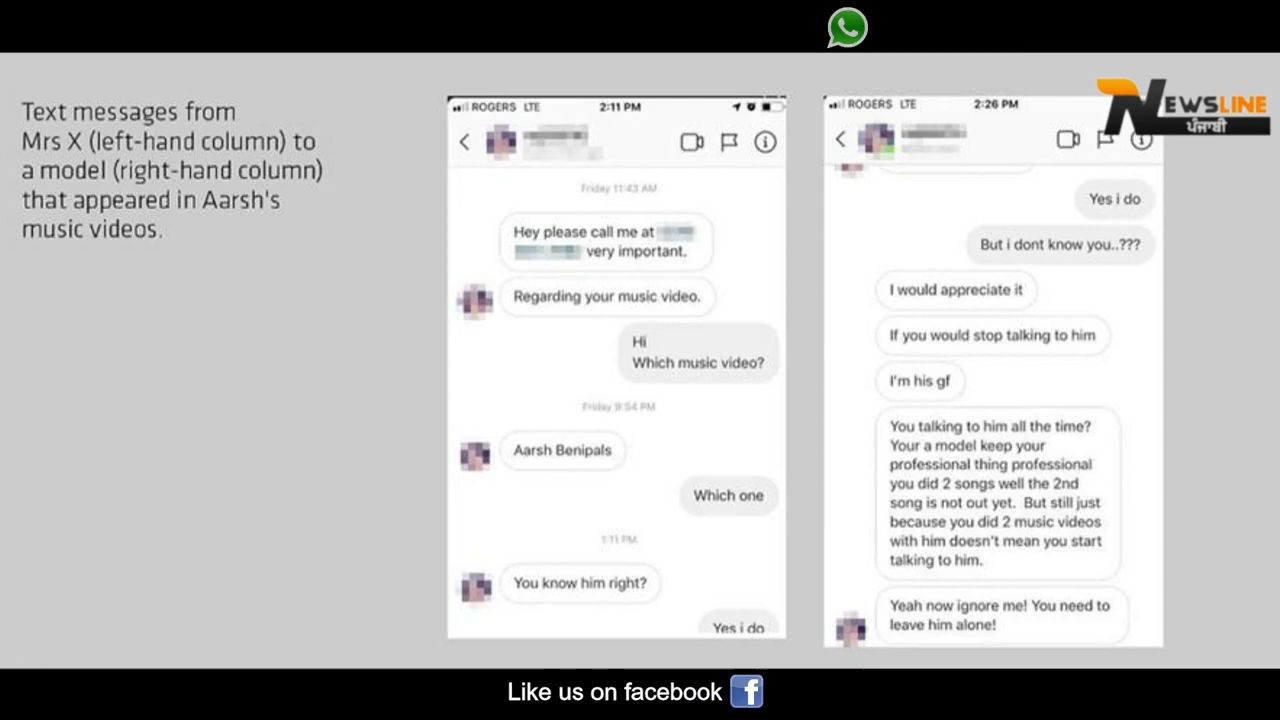 Text messages from
Mrs X (left-hand column) to
a model (right-hand column)
that appeared in Aarsh's
music videos.
ROGERS LTE
2:11 PM
Friday 11:43 AM
Hey please call me at
very important.
Regarding your music video.
Hi
Which music video?
Friday 9:54 PM
Aarsh Benipals
Which one
1:11 PM
You know him right?
Yes i do
ROGERS LTE
2:26 PM
NEWSLINE
ਪੰਜਾਬੀ
Yes i do
But i dont know you..???
I would appreciate it
If you would stop talking to him
I'm his gf
You talking to him all the time?
Your a model keep your
professional thing professional
you did 2 songs well the 2nd
song is not out yet. But still just
because you did 2 music videos
with him doesn't mean you start
talking to him.
Yeah now ignore me! You need to
leave him alone!
Like us on facebook f